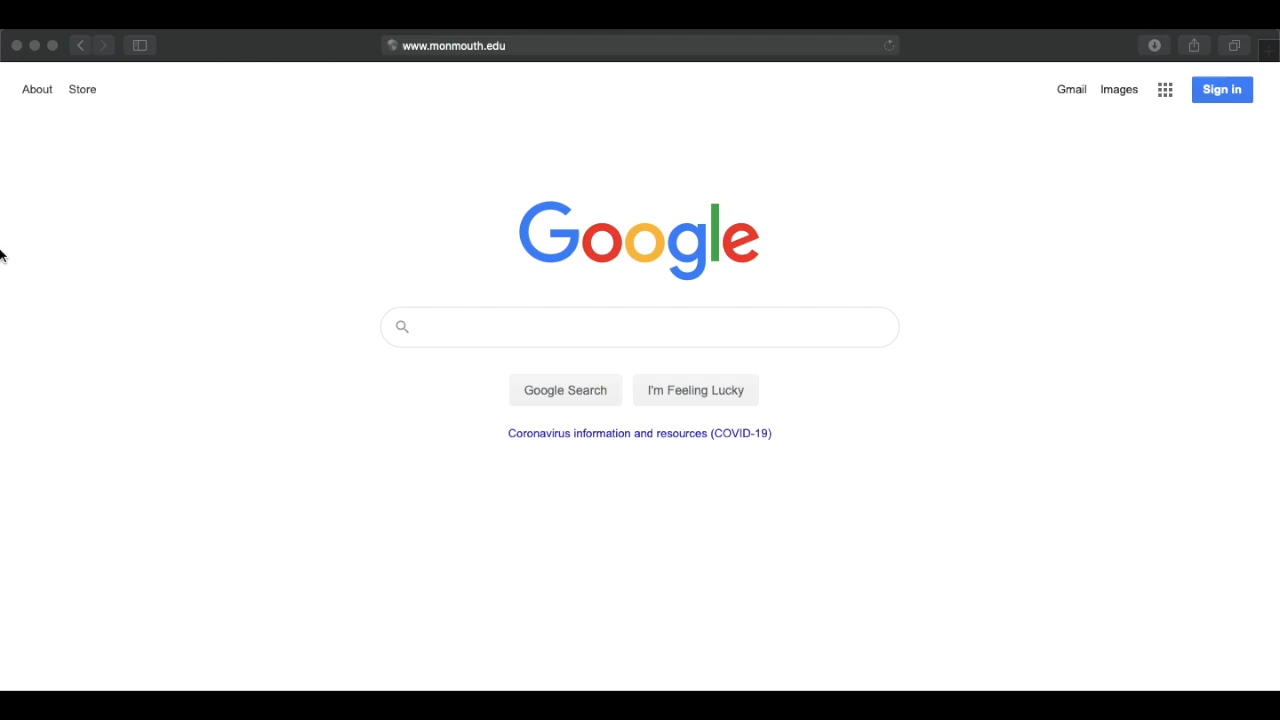 www.monmouth.edu
About Store
Gmail Images Sign in
Google
Google Search I'm Feeling Lucky
Coronavirus information and resources (COVID-19)